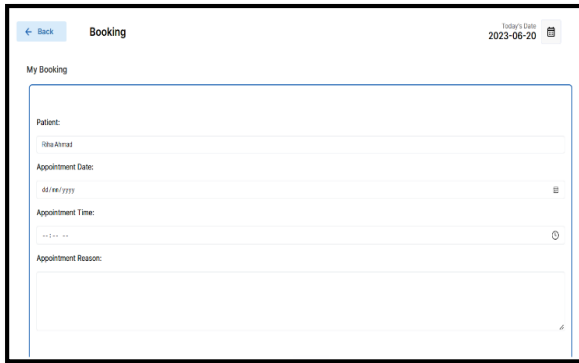 ← Back
Booking
Today's Date
2023-06-20
My Booking
Patient:
Riha Ahmad
Appointment Date:
dd/mm/yyyy
Appointment Time:
--:-- --
Appointment Reason: